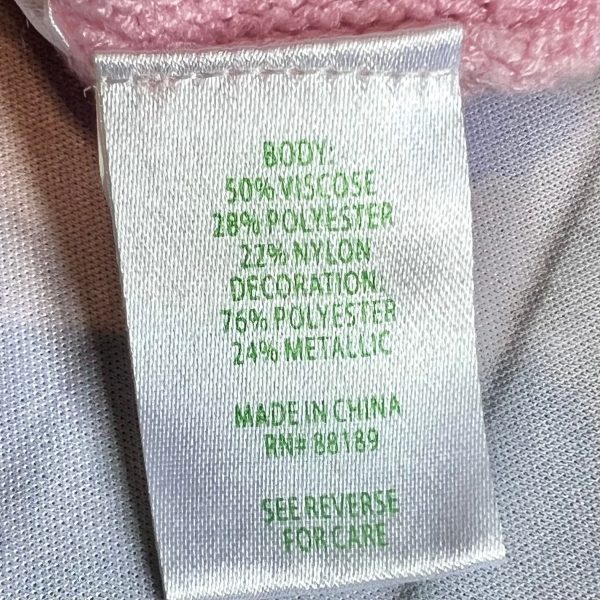 BODY:
50% VISCOSE
28% POLYESTER
22% NYLON
DECORATION:
76% POLYESTER
24% METALLIC
MADE IN CHINA
RN# 88189
SEE REVERSE
FOR CARE